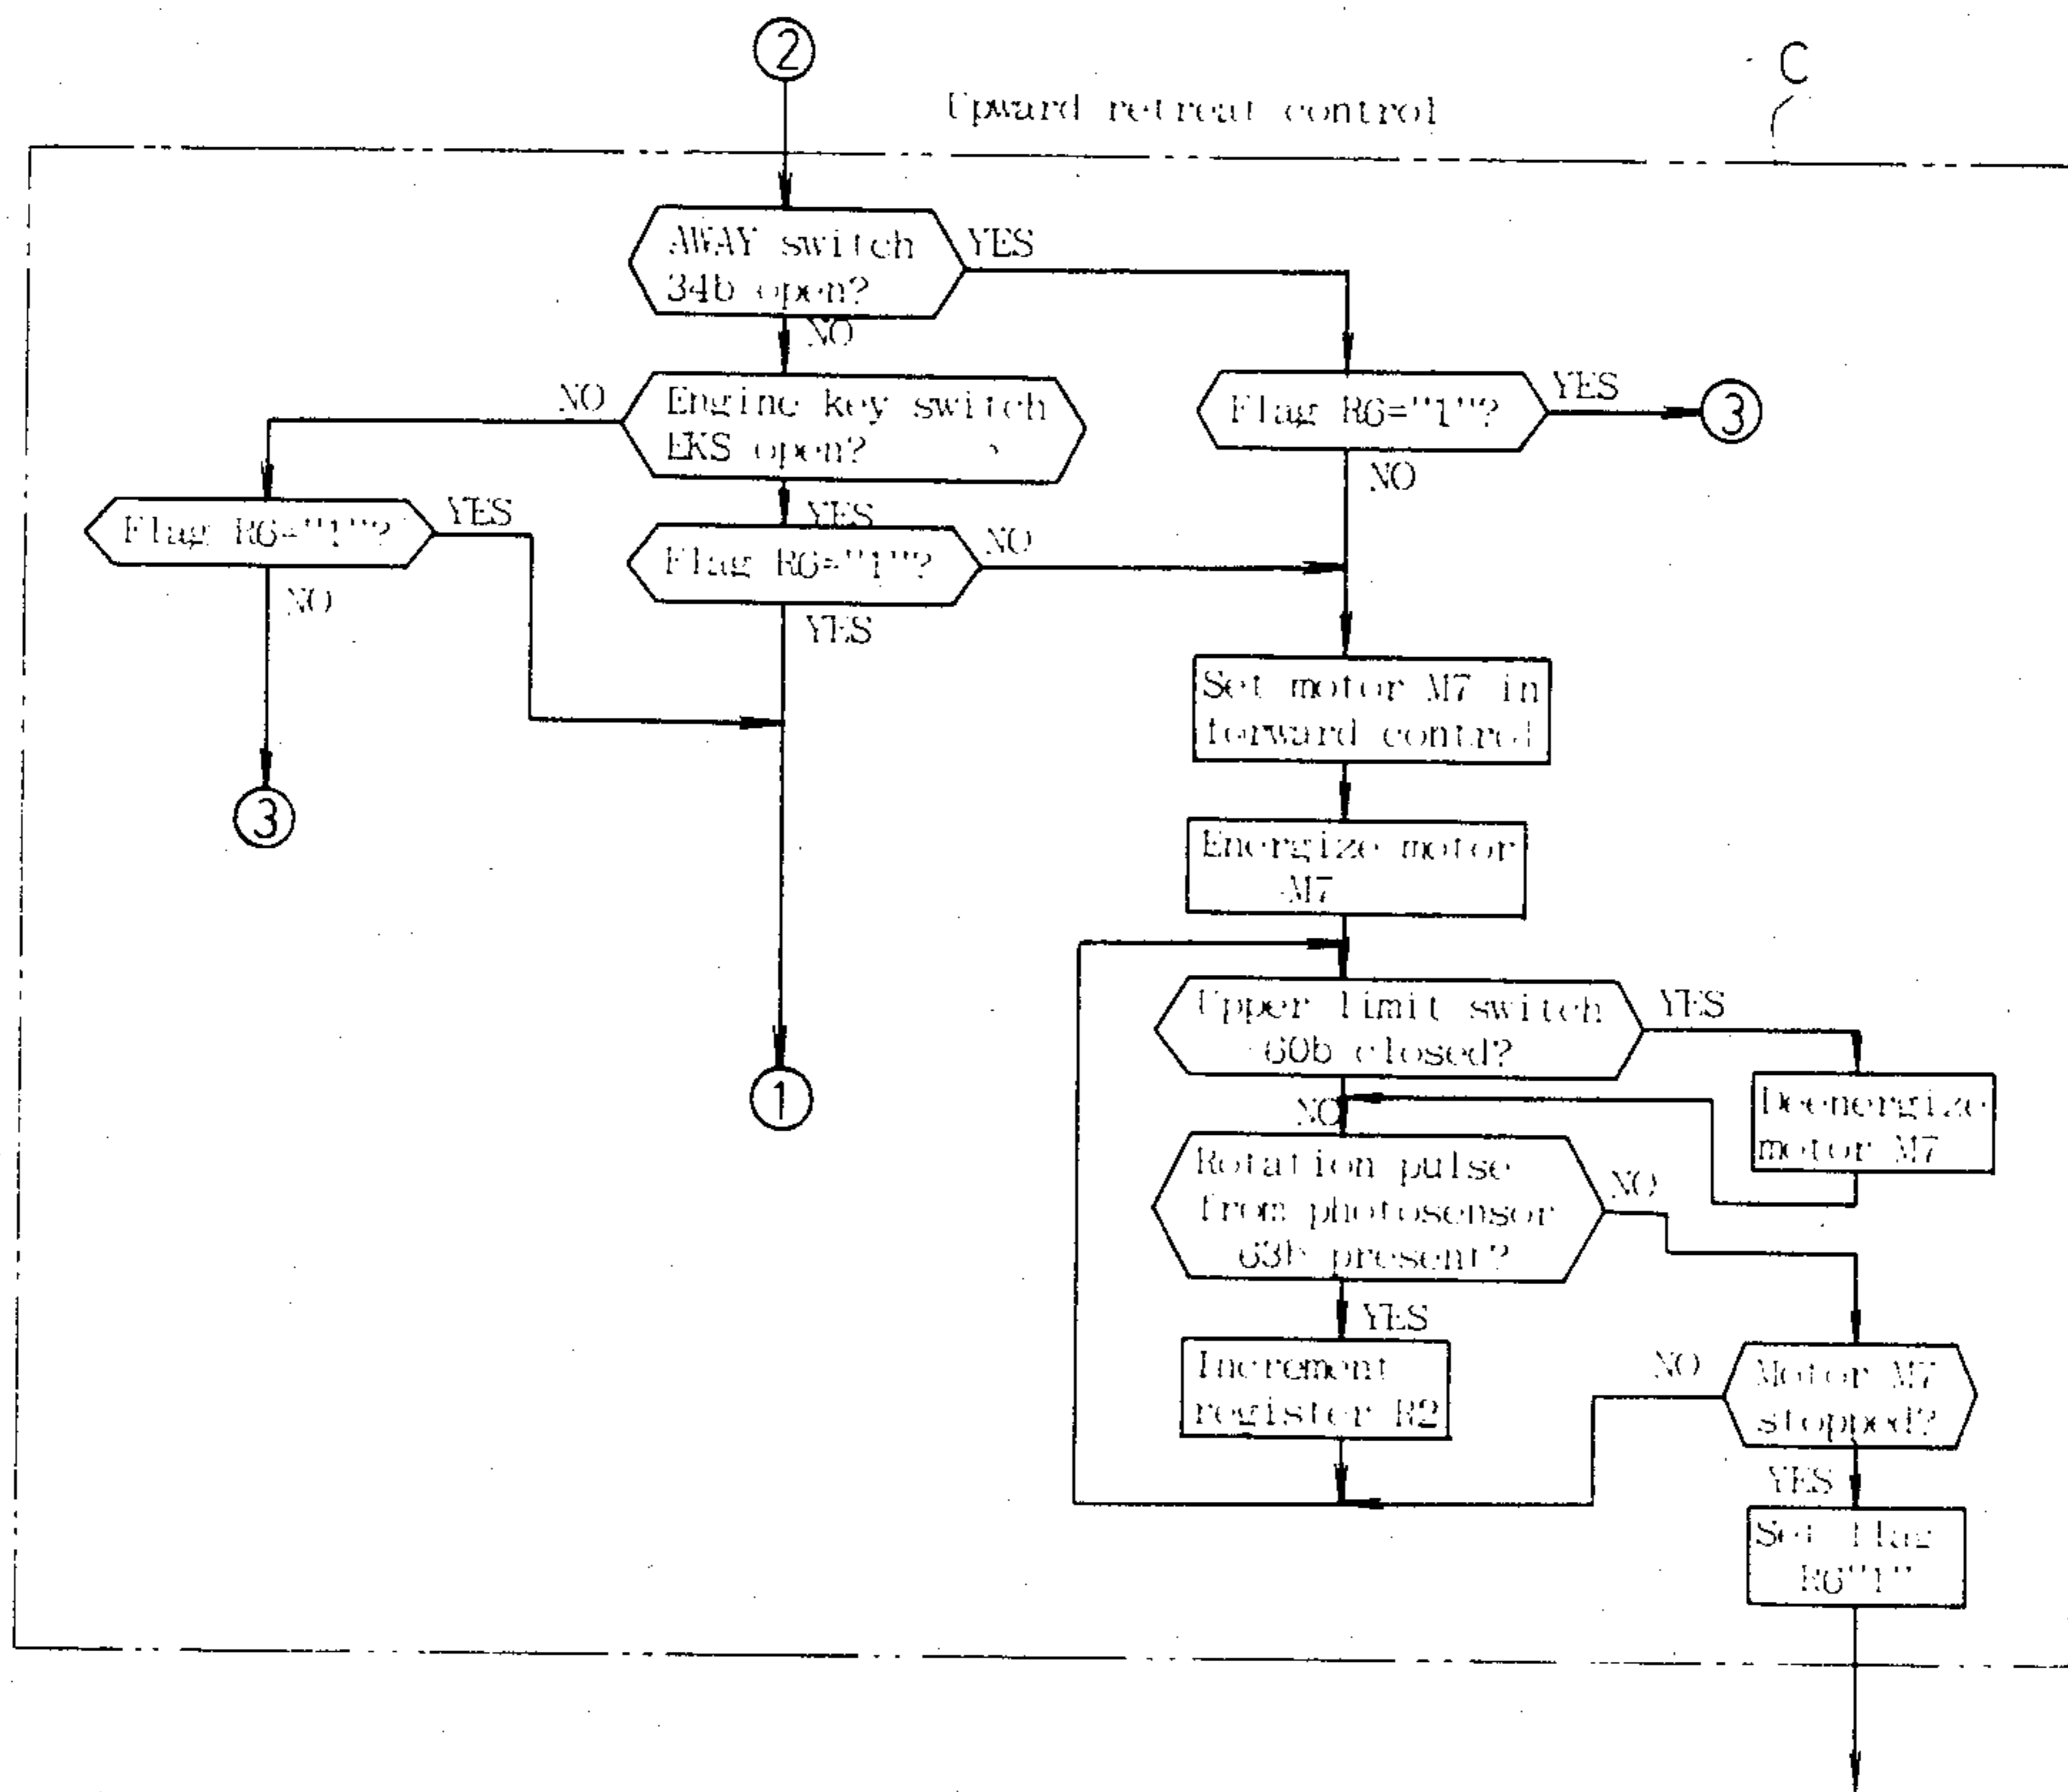 2
C
Upward retreat control
AWAY switch
34b open?
YES
NO
Engine key switch
EKS open?
NO
YES
Flag R6="1"?
YES
3
NO
Flag R6="1"?
YES
NO
3
Flag R6="1"?
NO
YES
1
Set motor M7 in
forward control
Energize motor
M7
Upper limit switch
60b closed?
YES
NO
Deenergize
motor M7
Rotation pulse
from photosensor
63b present?
NO
YES
Increment
register R2
Motor M7
stopped?
NO
YES
Set flag
R6"1"